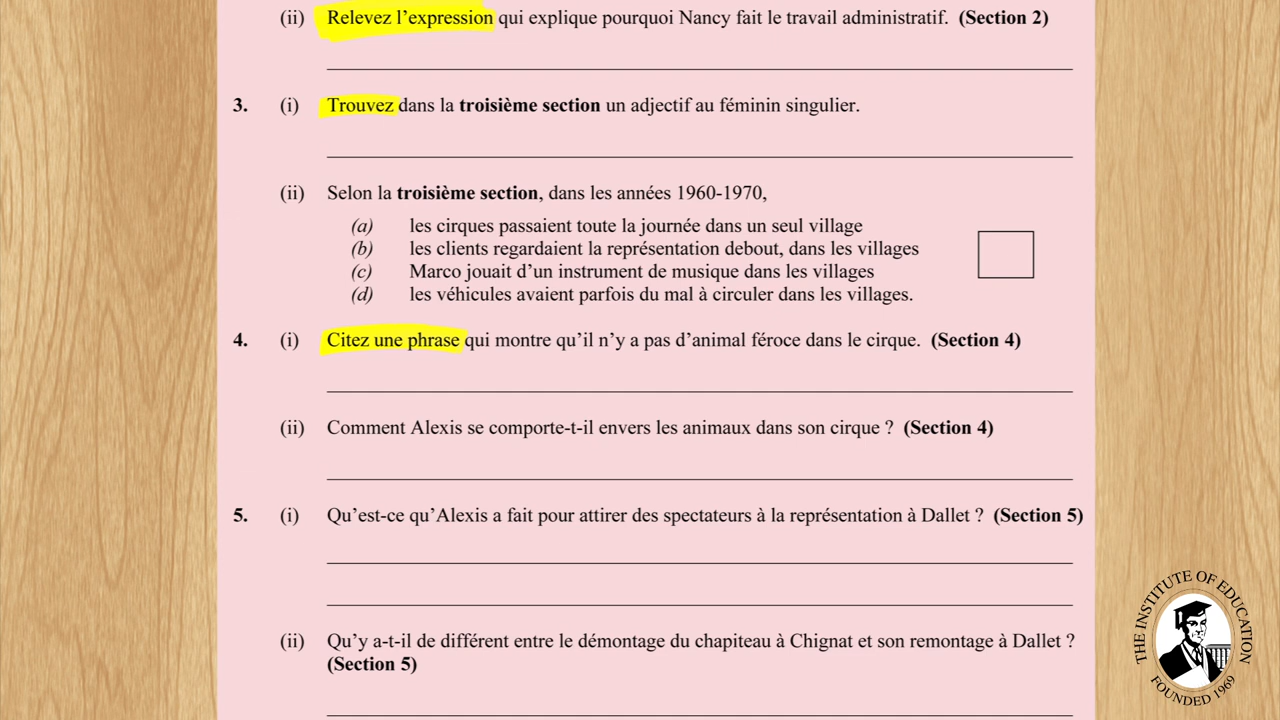 (ii) Relevez l’expression qui explique pourquoi Nancy fait le travail administratif. (Section 2)
3. (i) Trouvez dans la troisième section un adjectif au féminin singulier.
(ii) Selon la troisième section, dans les années 1960-1970,
(a) les cirques passaient toute la journée dans un seul village
(b) les clients regardaient la représentation debout, dans les villages
(c) Marco jouait d’un instrument de musique dans les villages
(d) les véhicules avaient parfois du mal à circuler dans les villages.
4. (i) Citez une phrase qui montre qu’il n’y a pas d’animal féroce dans le cirque. (Section 4)
(ii) Comment Alexis se comporte-t-il envers les animaux dans son cirque ? (Section 4)
5. (i) Qu’est-ce qu’Alexis a fait pour attirer des spectateurs à la représentation à Dallet ? (Section 5)
(ii) Qu’y a-t-il de différent entre le démontage du chapiteau à Chignat et son remontage à Dallet ?
(Section 5)
THE INSTITUTE OF EDUCATION
FOUNDED 1969